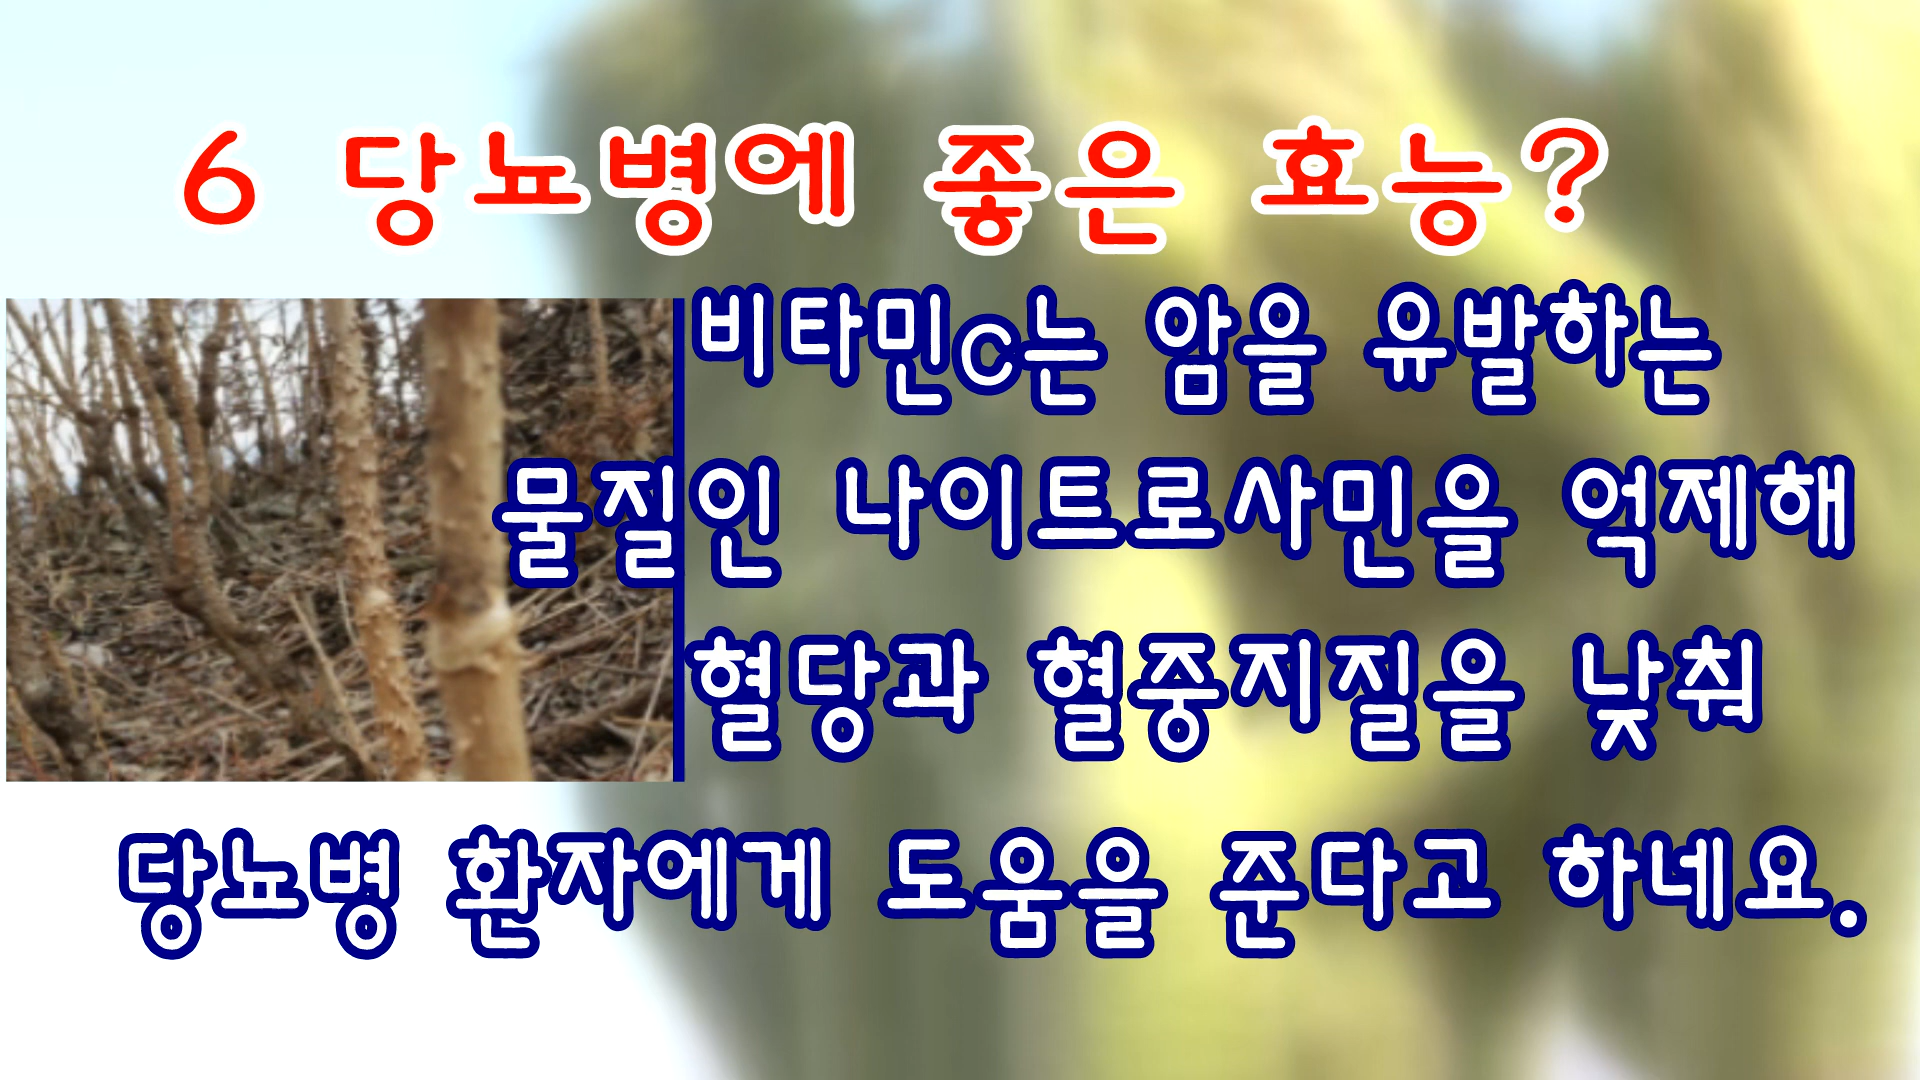 6 당뇨병에 좋은 효능?
비타민C는 암을 유발하는
물질인 나이트로사민을 억제해
혈당과 혈중지질을 낮춰
당뇨병 환자에게 도움을 준다고 하네요.